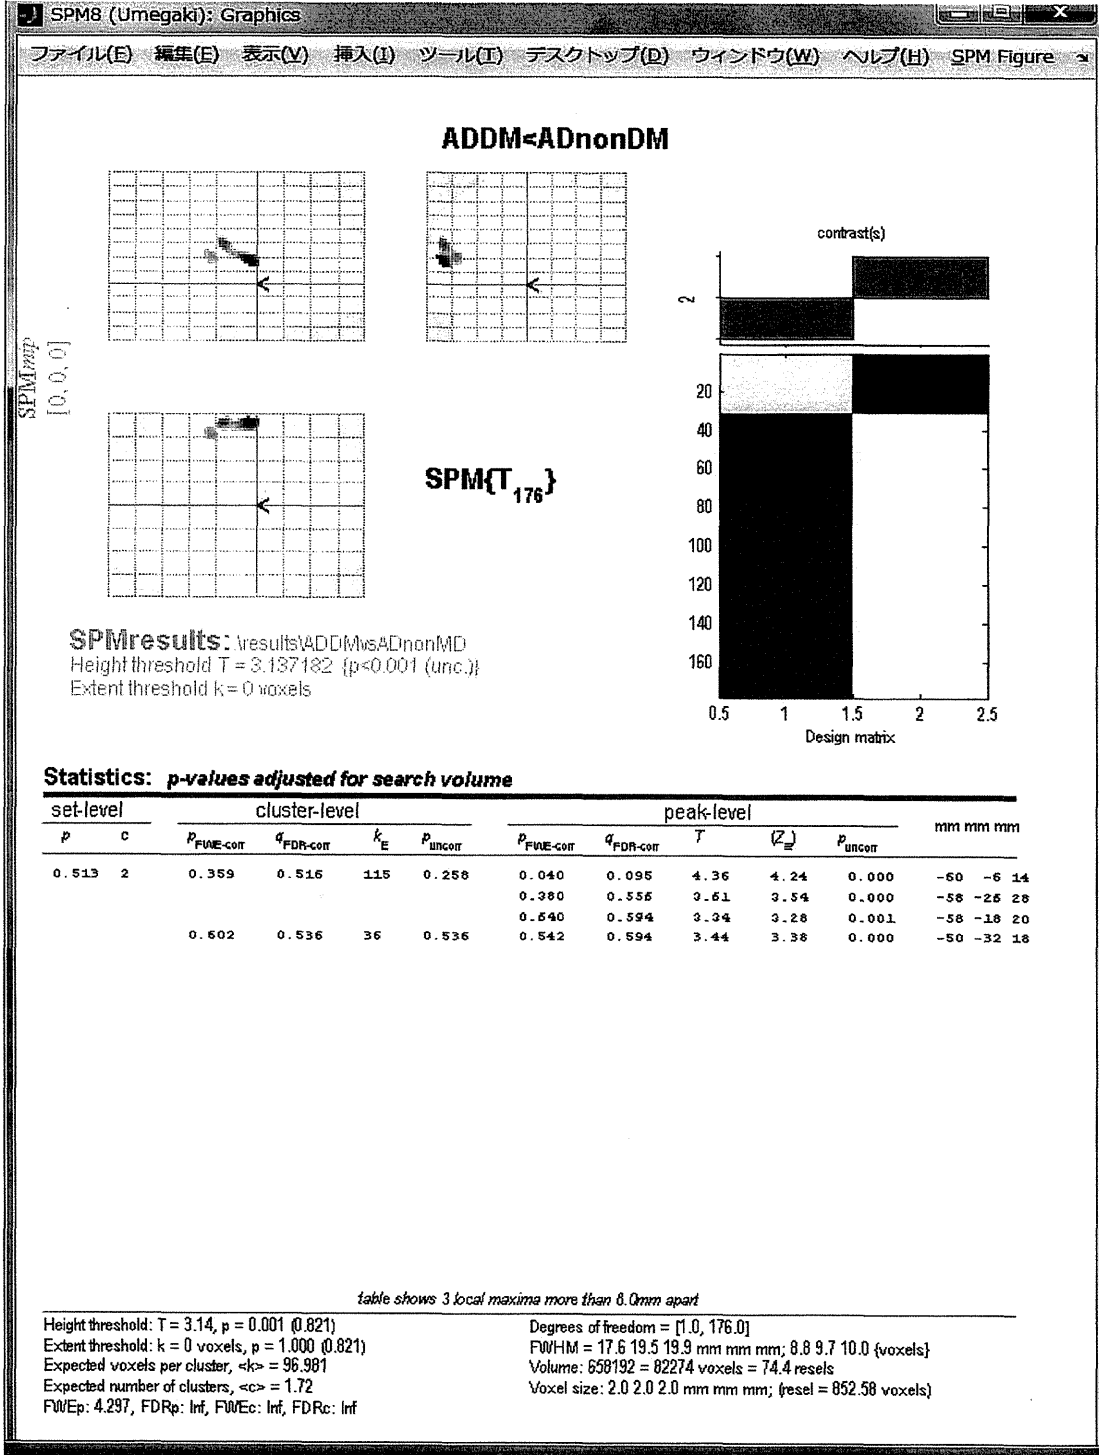 SPM8 (Umegaki): Graphics
ファイル(F) 編集(E) 表示(V) 挿入(I) ツール(T) デスクトップ(D) ウィンドウ(W) ヘルプ(H) SPM Figure
ADDM<ADnonDM
SPMmip
[0, 0, 0]
SPM{T176}
contrast(s)
2
20
40
60
80
100
120
140
160
0.5 1 1.5 2 2.5
Design matrix
SPMresults: .\results\ADDMvsADnonMD
Height threshold T = 3.137182 {p<0.001 (unc.)}
Extent threshold k = 0 voxels
Statistics: p-values adjusted for search volume
set-level cluster-level peak-level mm mm mm
p c pFWE-corr qFDR-corr kE puncorr pFWE-corr qFDR-corr T (Z≡) puncorr
0.513 2 0.359 0.516 115 0.258 0.040 0.095 4.36 4.24 0.000 -60 -6 14
0.380 0.556 3.61 3.54 0.000 -58 -26 28
0.640 0.594 3.34 3.28 0.001 -58 -18 20
0.602 0.536 36 0.536 0.542 0.594 3.44 3.38 0.000 -50 -32 18
table shows 3 local maxima more than 8.0mm apart
Height threshold: T = 3.14, p = 0.001 (0.821)
Extent threshold: k = 0 voxels, p = 1.000 (0.821)
Expected voxels per cluster, <k> = 96.981
Expected number of clusters, <c> = 1.72
FWEp: 4.297, FDRp: Inf, FWEc: Inf, FDRc: Inf
Degrees of freedom = [1.0, 176.0]
FWHM = 17.6 19.5 19.9 mm mm mm; 8.8 9.7 10.0 {voxels}
Volume: 658192 = 82274 voxels = 74.4 resels
Voxel size: 2.0 2.0 2.0 mm mm mm; (resel = 852.58 voxels)